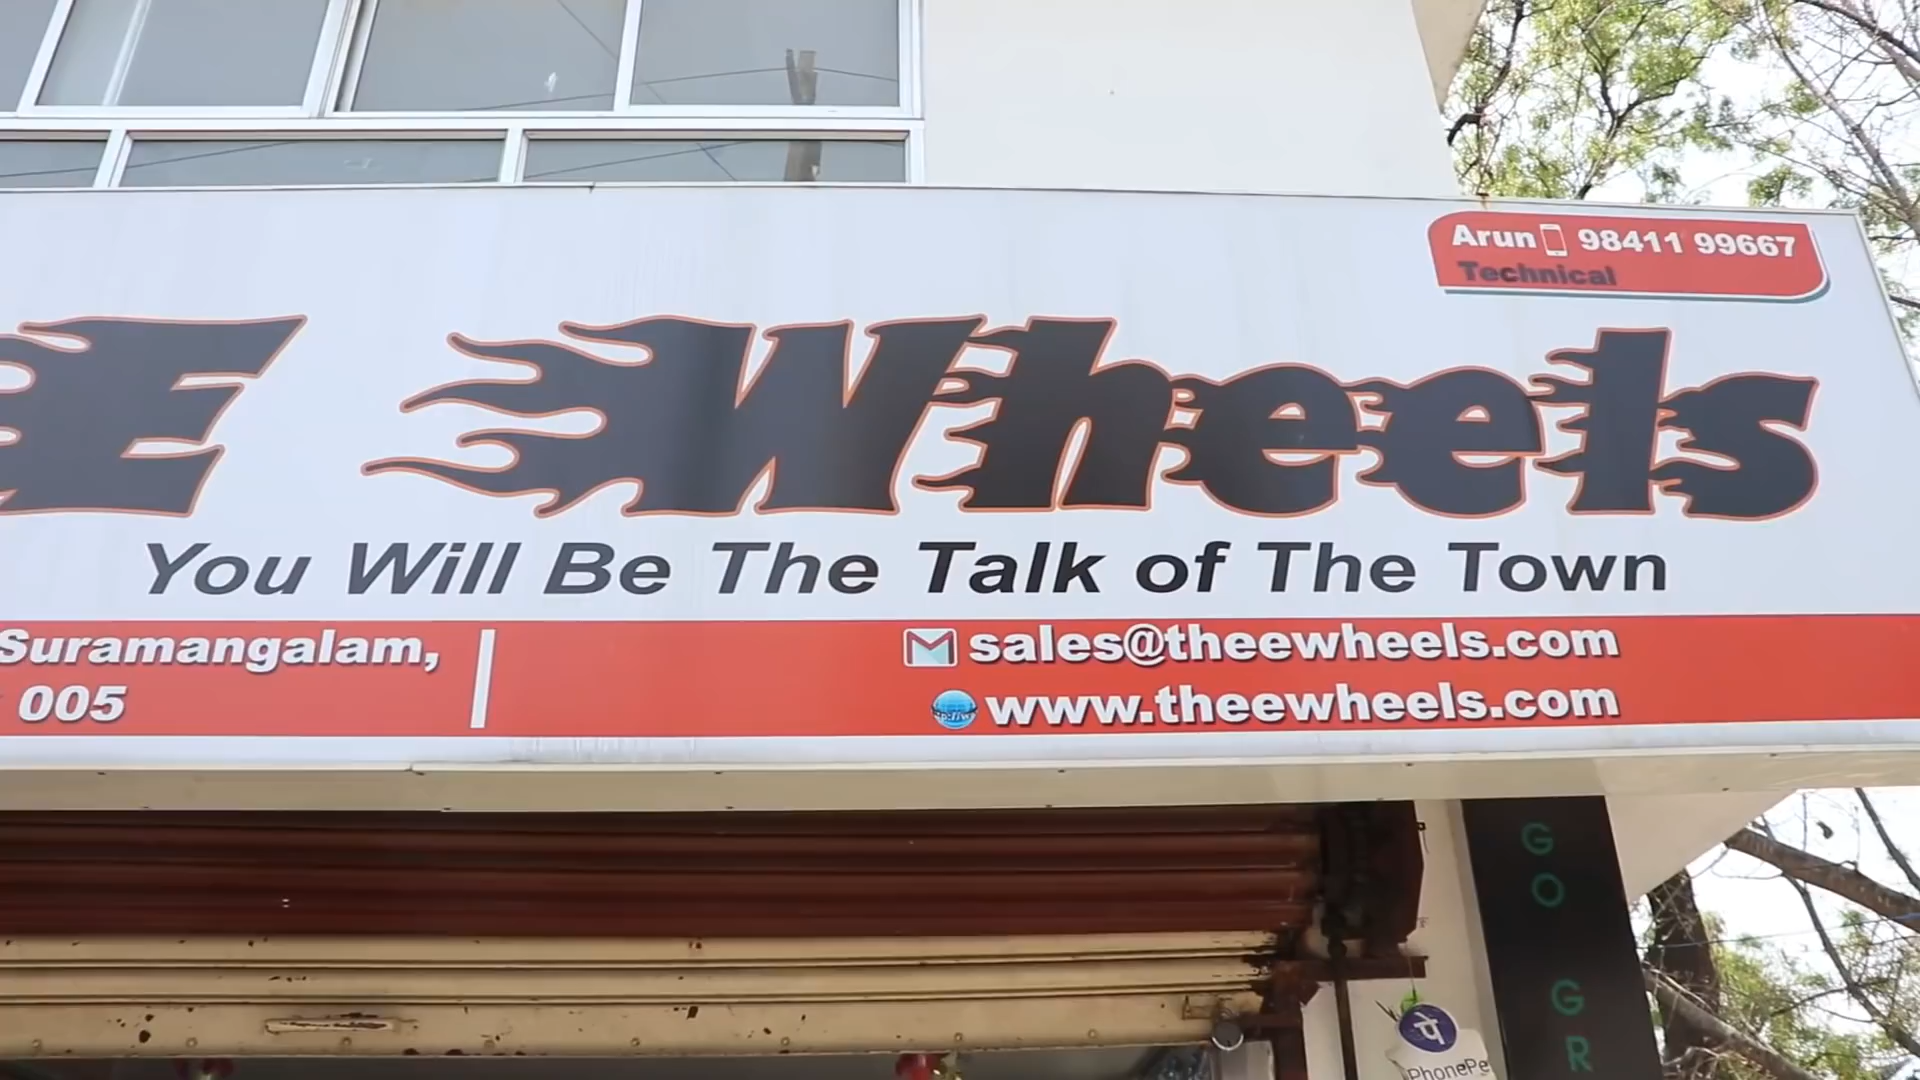 Arun 98411 99667
Technical
E Wheels
You Will Be The Talk of The Town
Suramangalam,
005
sales@theewheels.com
www.theewheels.com
GO GR
पे
PhonePe